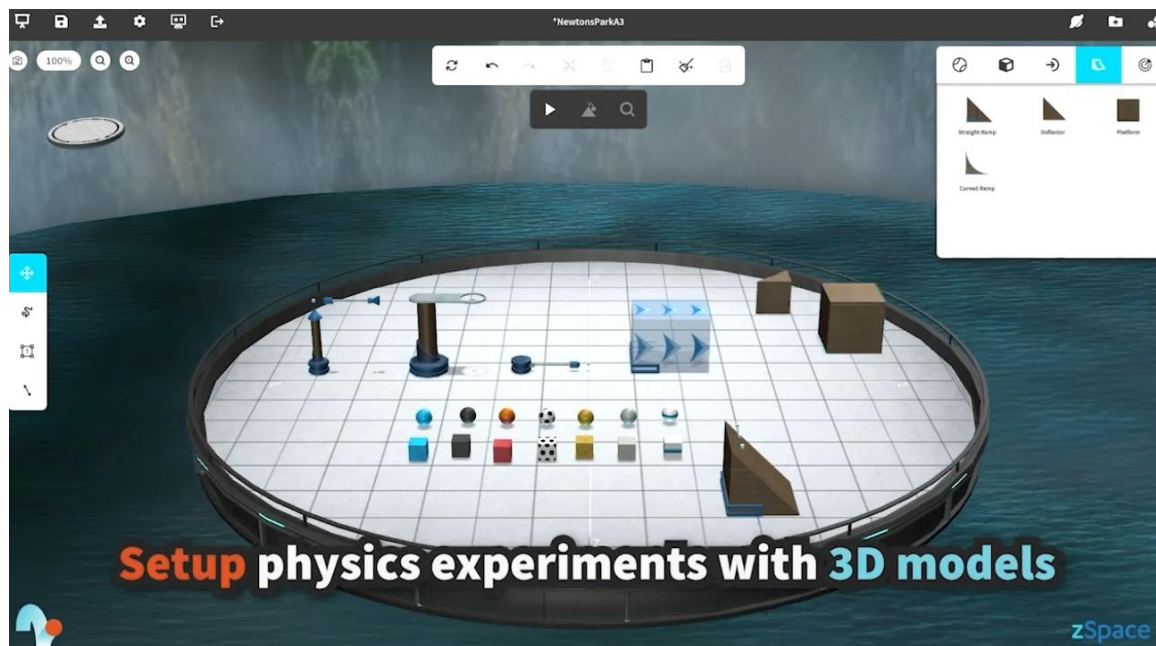 *NewtonsParkA3
100%
Straight Ramp
Deflector
Platform
Curved Ramp
Setup physics experiments with 3D models
zSpace